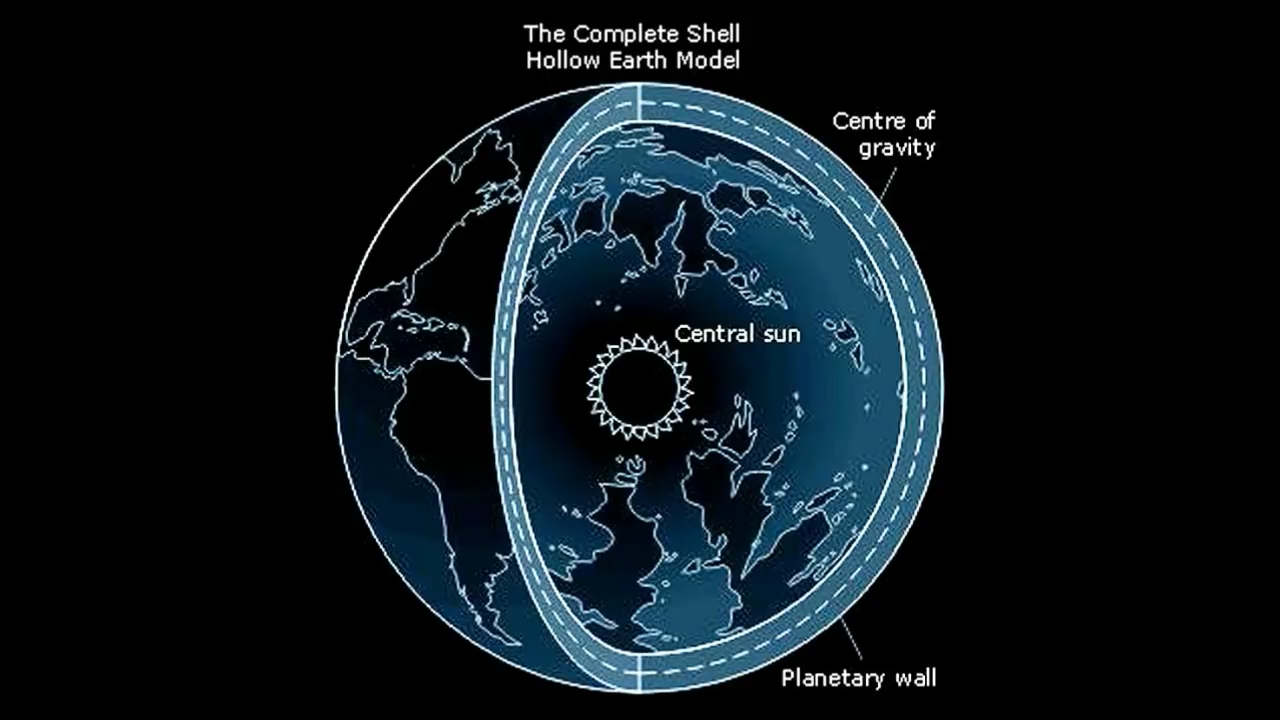 The Complete Shell
Hollow Earth Model
Centre of
gravity
Central sun
Planetary wall